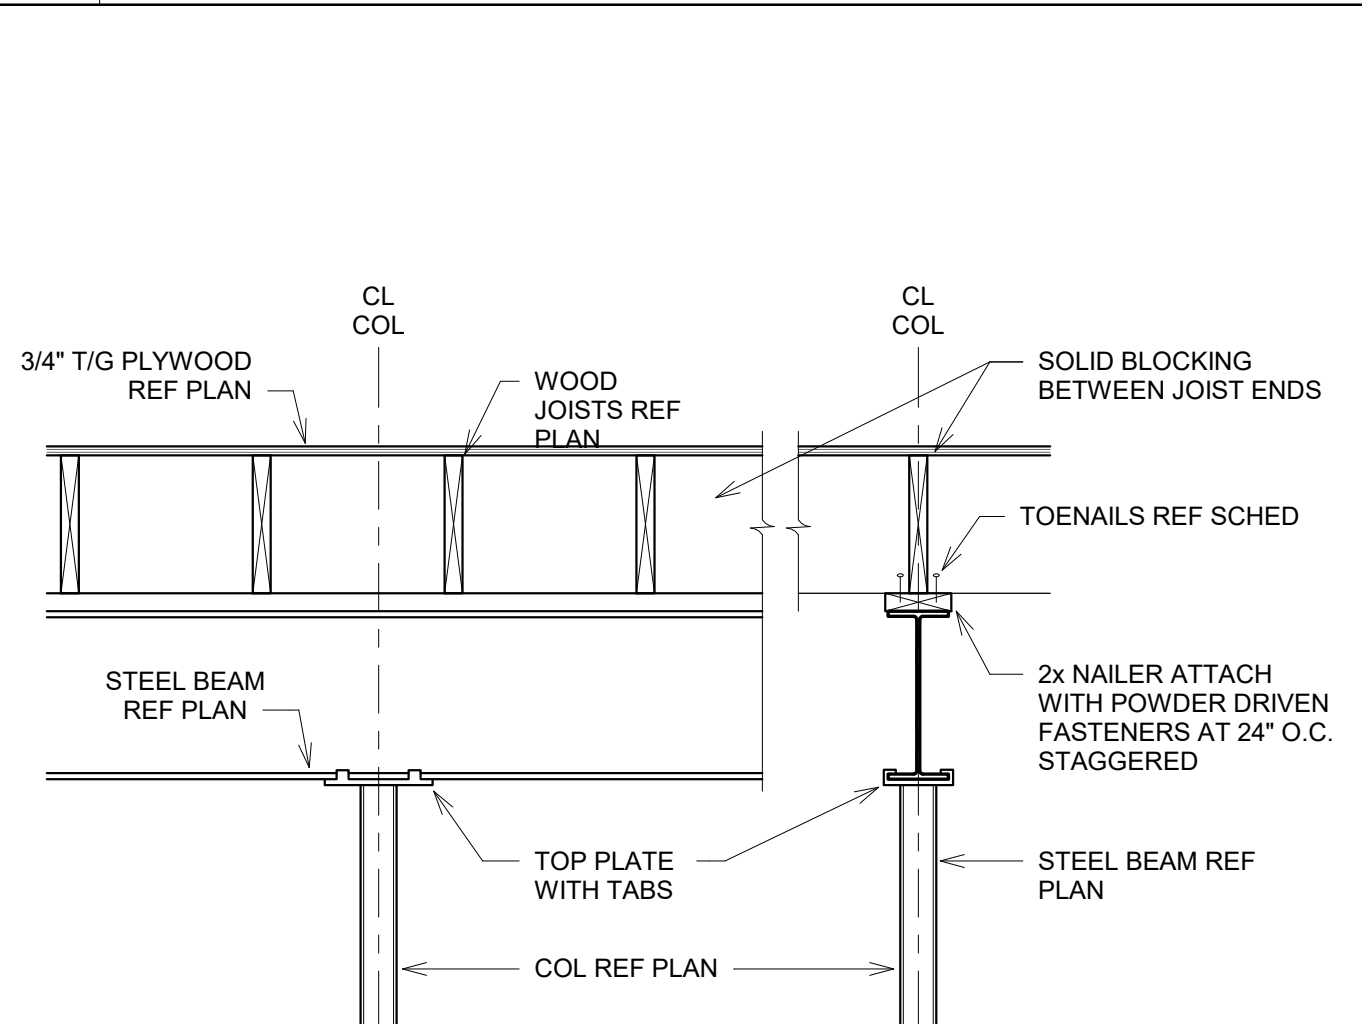 CL
COL
CL
COL
3/4" T/G PLYWOOD
REF PLAN
WOOD
JOISTS REF
PLAN
SOLID BLOCKING
BETWEEN JOIST ENDS
TOENAILS REF SCHED
STEEL BEAM
REF PLAN
2x NAILER ATTACH
WITH POWDER DRIVEN
FASTENERS AT 24" O.C.
STAGGERED
TOP PLATE
WITH TABS
STEEL BEAM REF
PLAN
COL REF PLAN